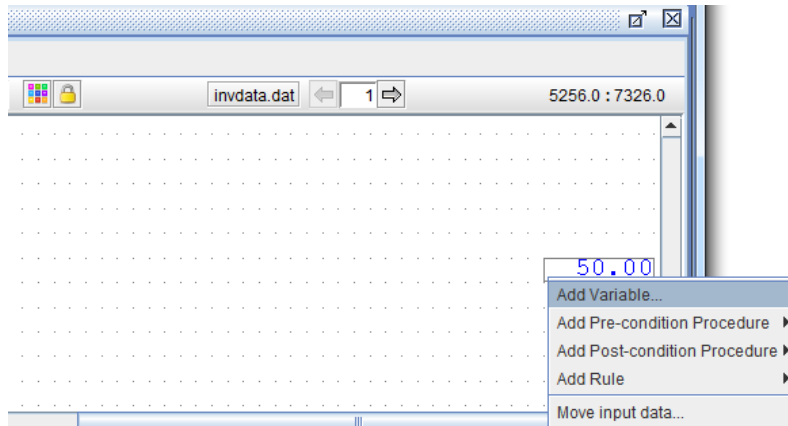 invdata.dat 1 5256.0 : 7326.0
50.00
Add Variable...
Add Pre-condition Procedure
Add Post-condition Procedure
Add Rule
Move input data...